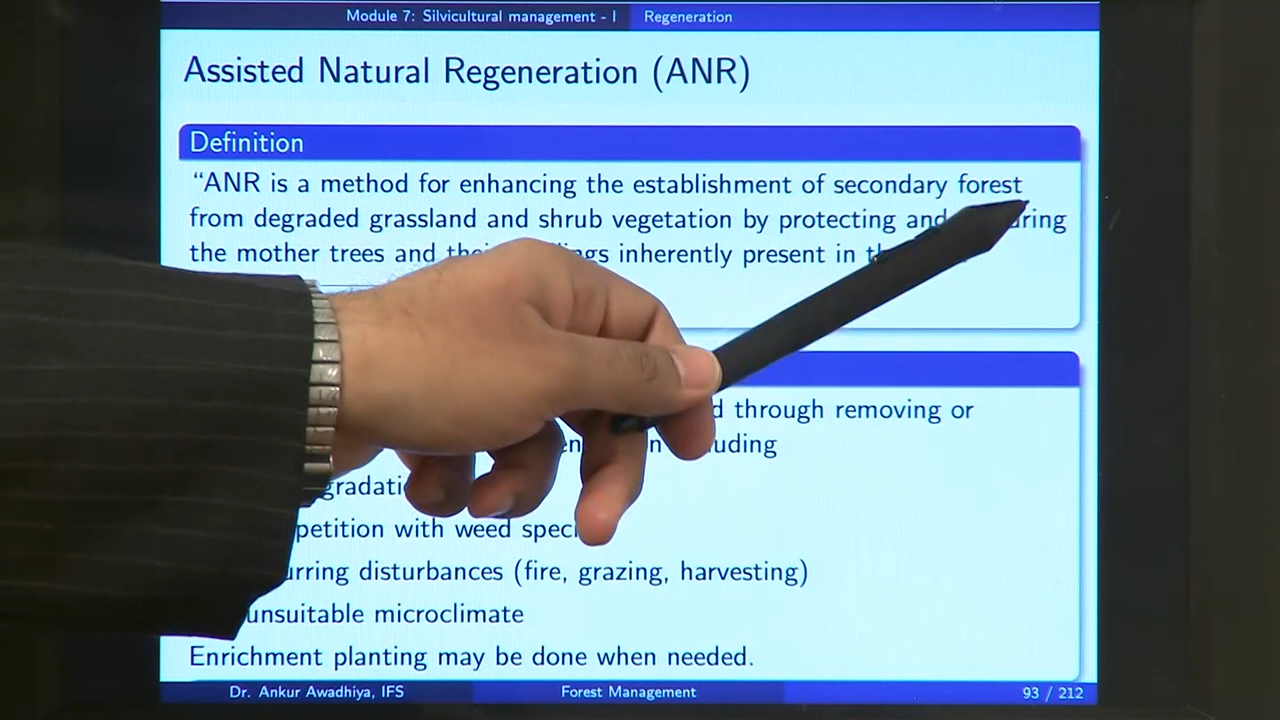 Module 7: Silvicultural management - I Regeneration
Assisted Natural Regeneration (ANR)
Definition
“ANR is a method for enhancing the establishment of secondary forest
from degraded grassland and shrub vegetation by protecting and
the mother trees and their inherently present in
through removing or
petition with weed
urring disturbances (fire, grazing, harvesting)
unsuitable microclimate
Enrichment planting may be done when needed.
Dr. Ankur Awadhiya, IFS Forest Management 93 / 212